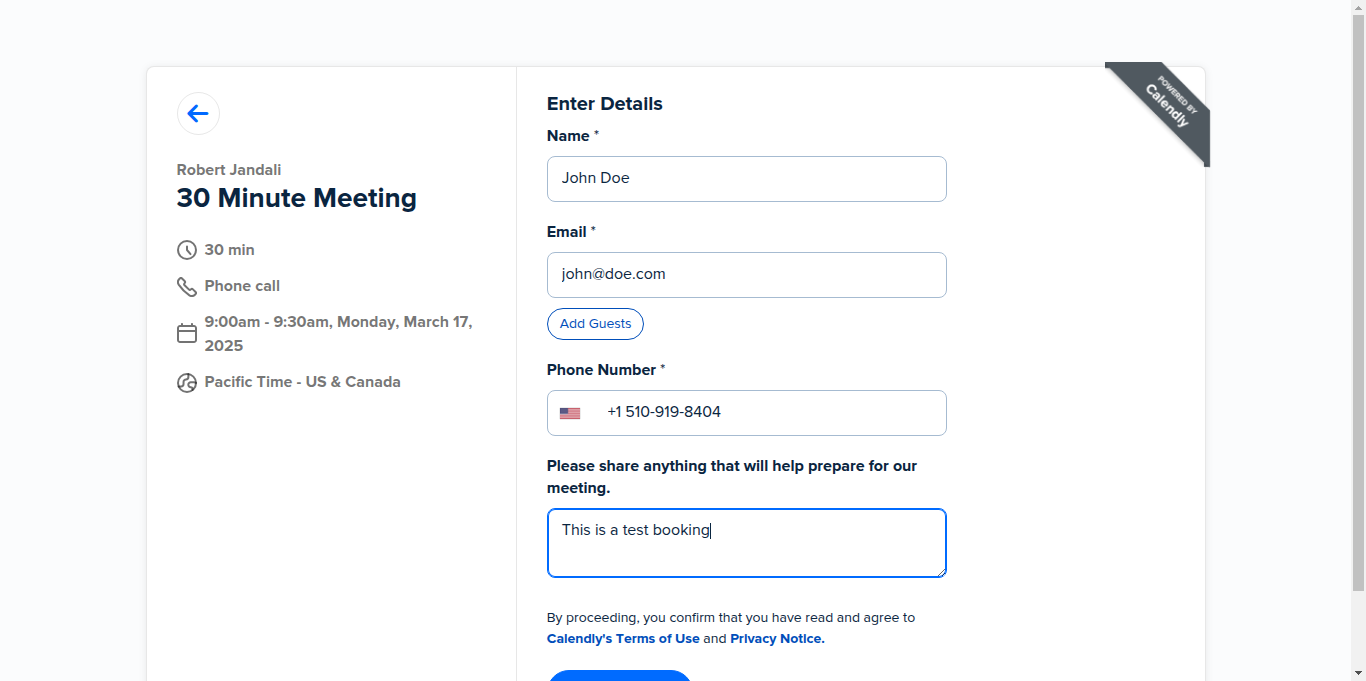 POWERED BY
Calendly
Robert Jandali
30 Minute Meeting
30 min
Phone call
9:00am - 9:30am, Monday, March 17,
2025
Pacific Time - US & Canada
Enter Details
Name *
John Doe
Email *
john@doe.com
Add Guests
Phone Number *
+1 510-919-8404
Please share anything that will help prepare for our
meeting.
This is a test booking
By proceeding, you confirm that you have read and agree to
Calendly's Terms of Use and Privacy Notice.